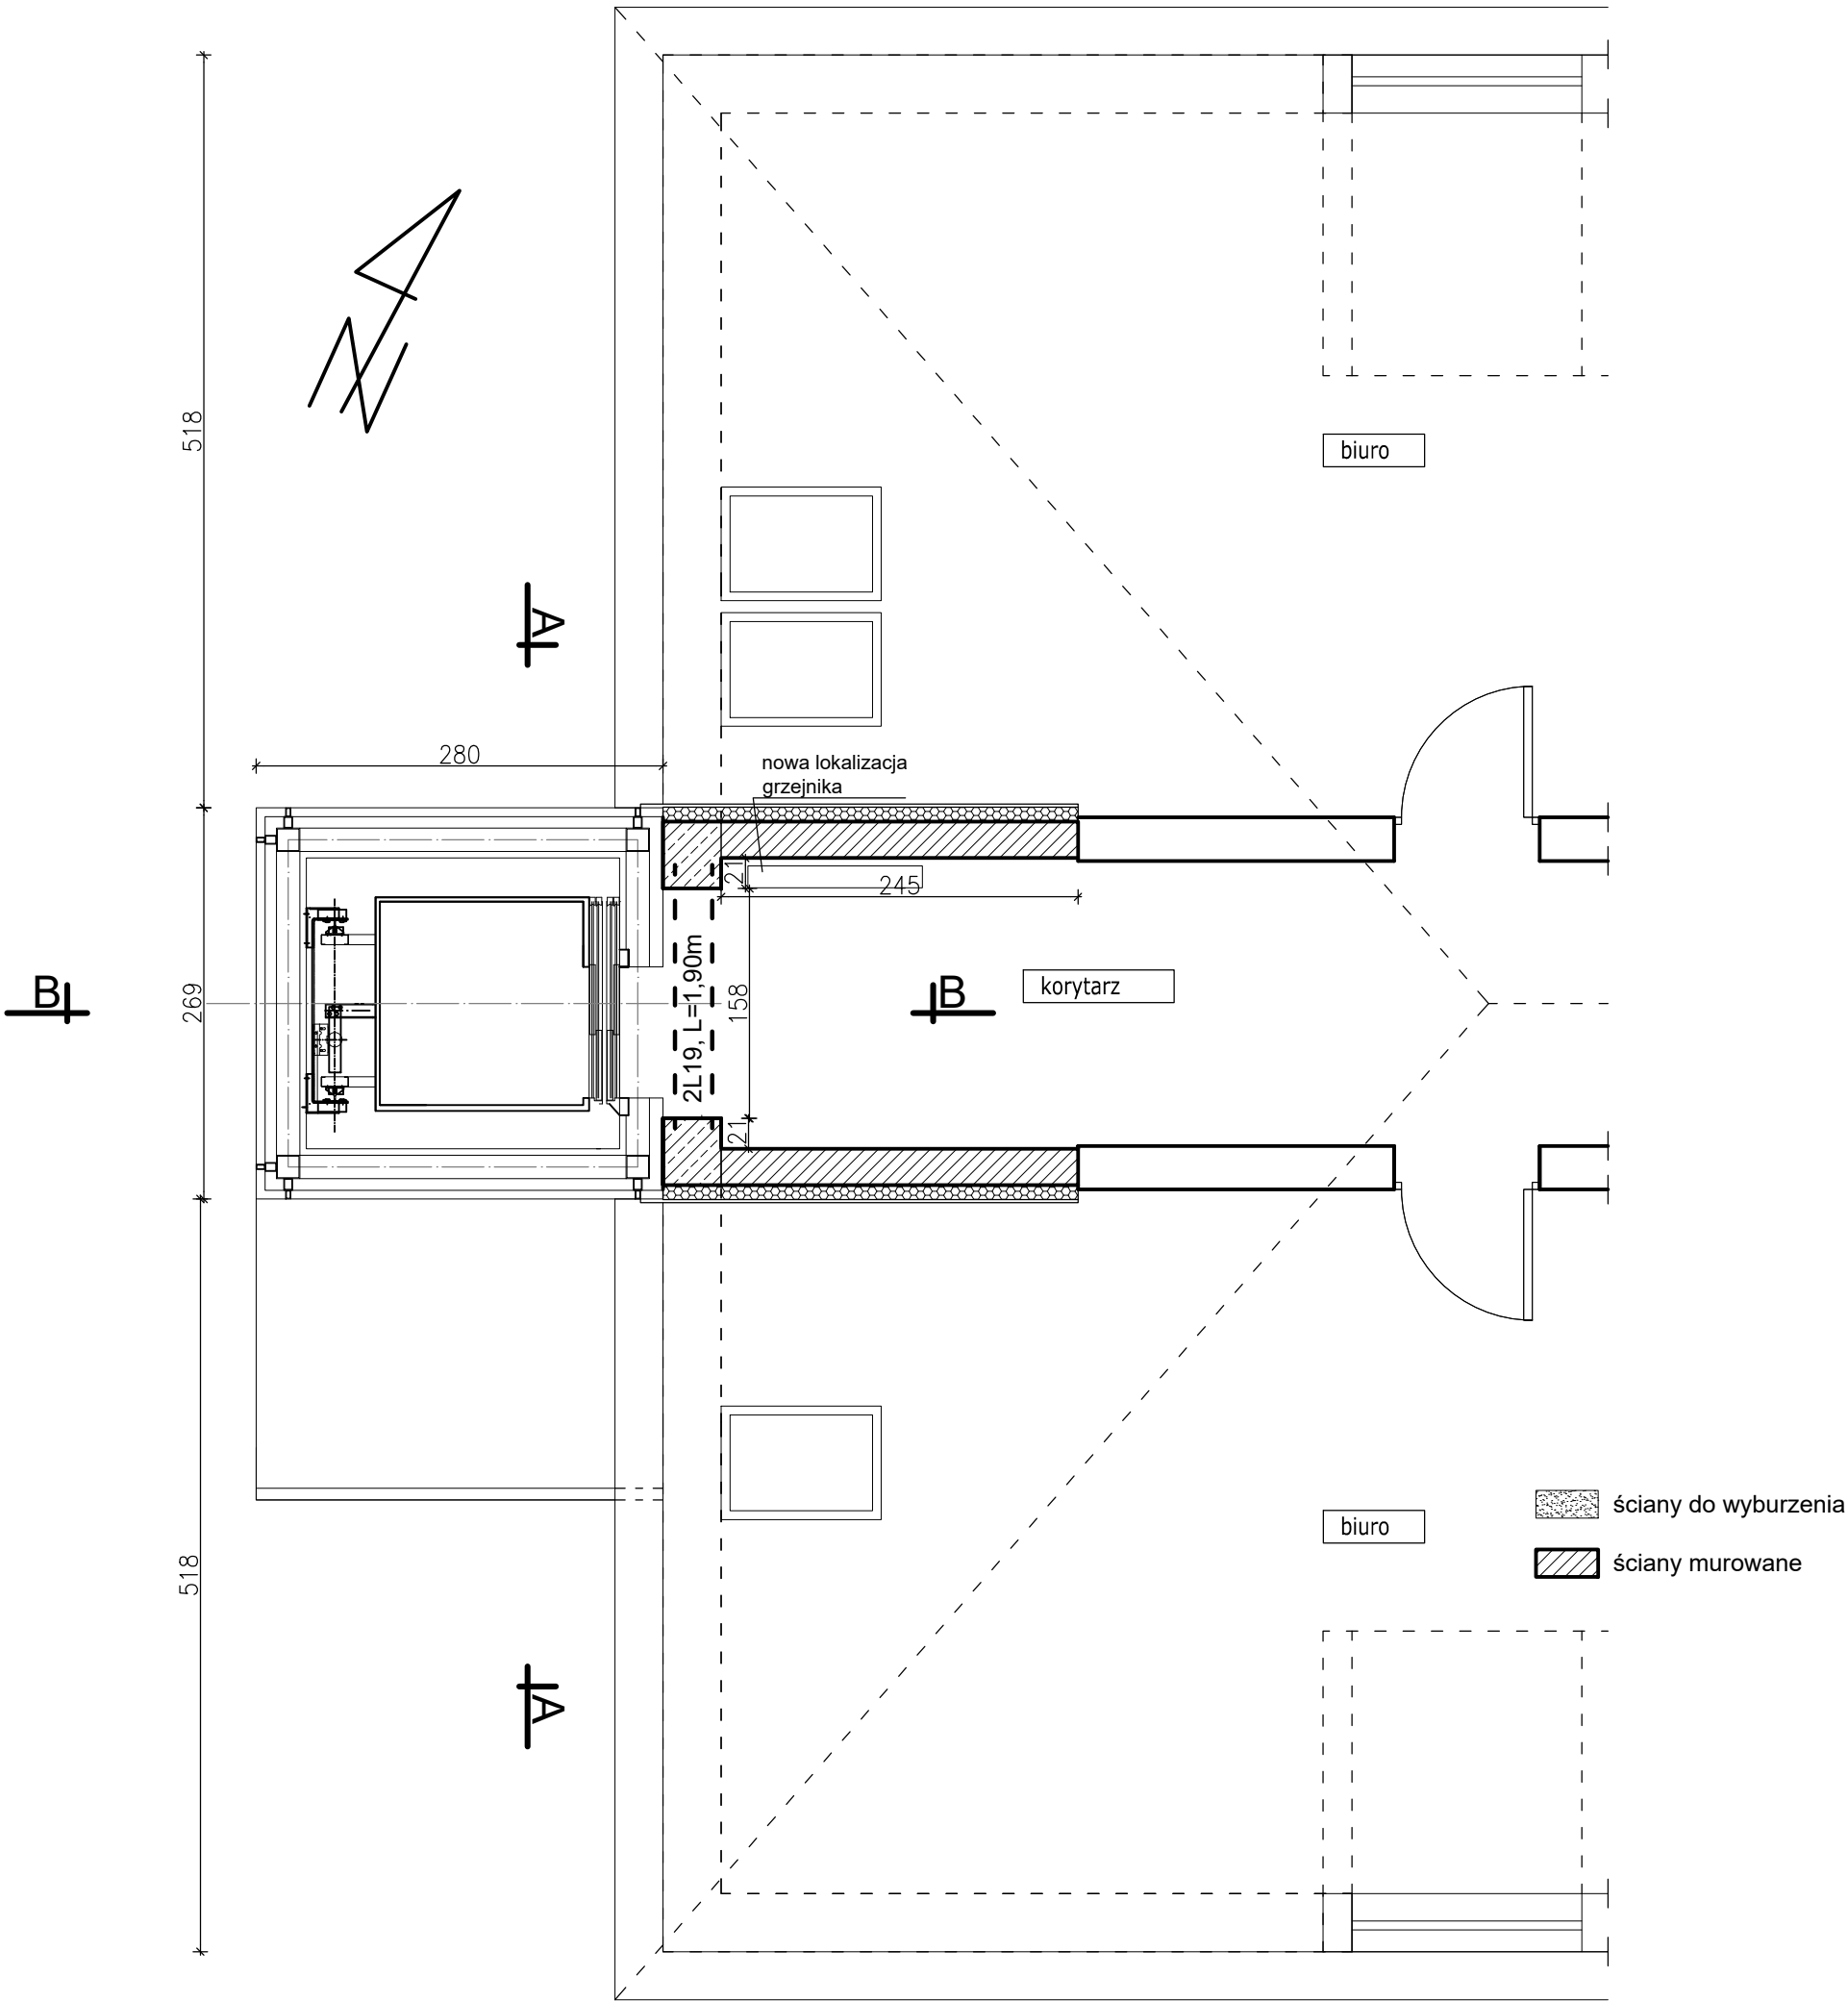 N
518
A
280
nowa lokalizacja
grzejnika
biuro
21
245
B
269
2L19, L=1,90m
158
B
korytarz
21
518
A
biuro
ściany do wyburzenia
ściany murowane